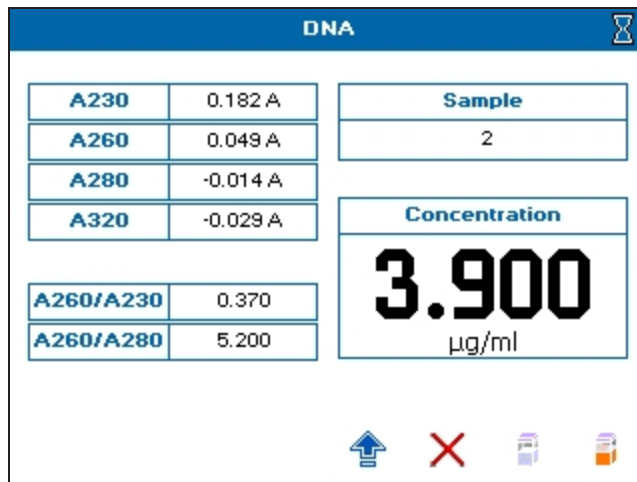 DNA
A230 0.182 A
A260 0.049 A
A280 -0.014 A
A320 -0.029 A
A260/A230 0.370
A260/A280 5.200
Sample
2
Concentration
3.900
µg/ml